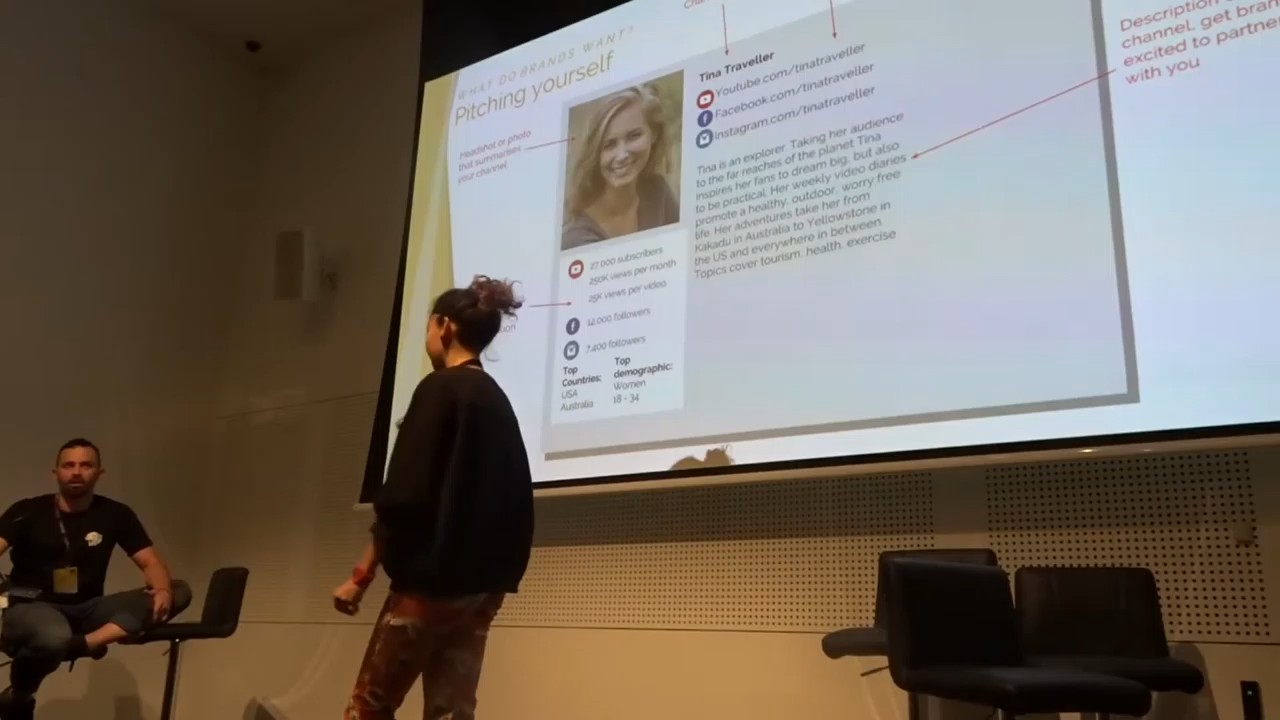 WHAT DO BRANDS WANT?
Pitching yourself
Headshot or photo
that summarises
your channel
Tina Traveller
Youtube.com/tinatraveller
Facebook.com/tinatraveller
Instagram.com/tinatraveller
Tina is an explorer. Taking her audience
to the far reaches of the planet Tina
inspires her fans to dream big, but also
to be practical. Her weekly video diaries
promote a healthy, outdoor, worry free
life. Her adventures take her from
Kakadu in Australia to Yellowstone in
the US and everywhere in between.
Topics cover tourism, health, exercise
27,000 subscribers
250K views per month
25K views per video
12,000 followers
7,400 followers
Top
Countries:
USA
Australia
Top
demographic:
Women
18 - 34
Description
channel, get bran
excited to partne
with you